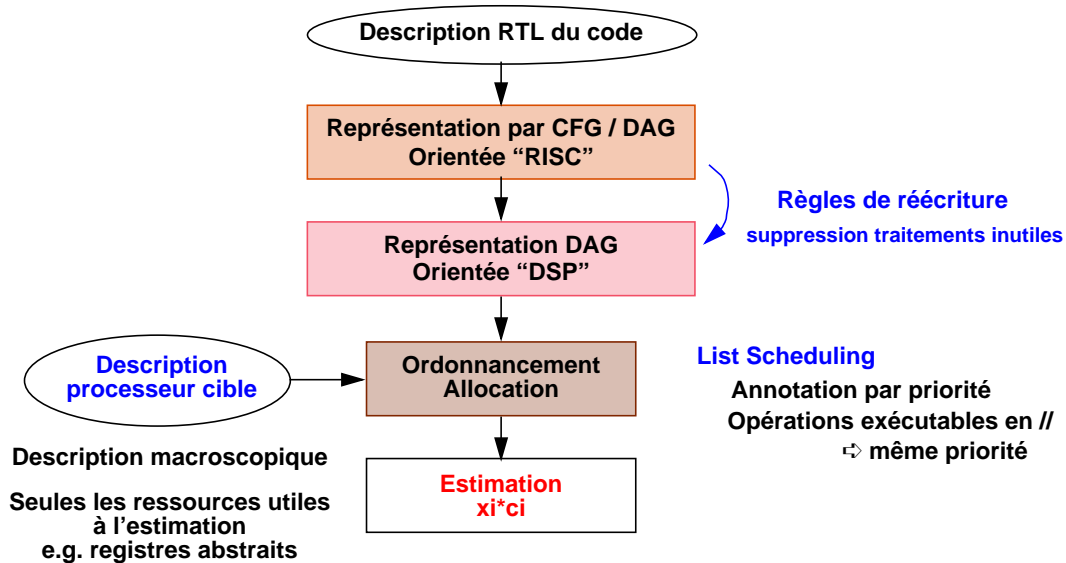 Description RTL du code
Représentation par CFG / DAG
Orientée “RISC”
Règles de réécriture
suppression traitements inutiles
Représentation DAG
Orientée “DSP”
Description
processeur cible
Ordonnancement
Allocation
List Scheduling
Annotation par priorité
Opérations exécutables en //
➪ même priorité
Description macroscopique
Seules les ressources utiles
à l’estimation
e.g. registres abstraits
Estimation
xi*ci